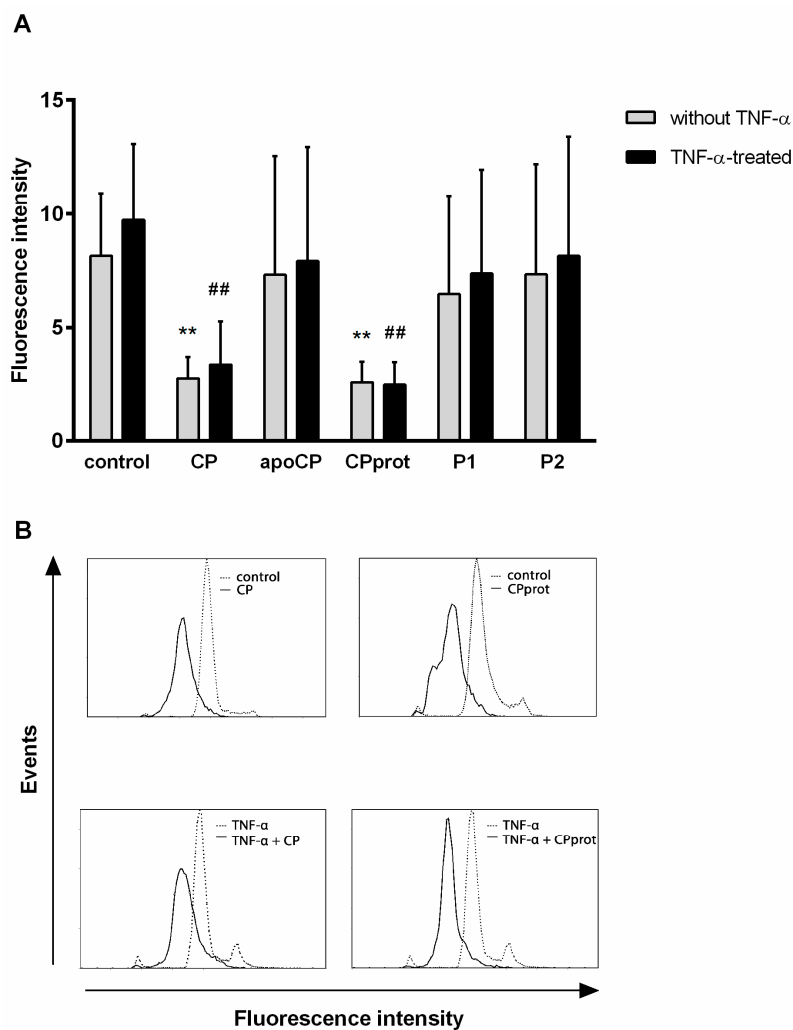 A
15
10
5
0
Fluorescence intensity
without TNF-α
TNF-α-treated
**
##
**
##
control CP apoCP CPprot P1 P2
B
Events
control
CP
control
CPprot
TNF-α
TNF-α + CP
TNF-α
TNF-α + CPprot
Fluorescence intensity